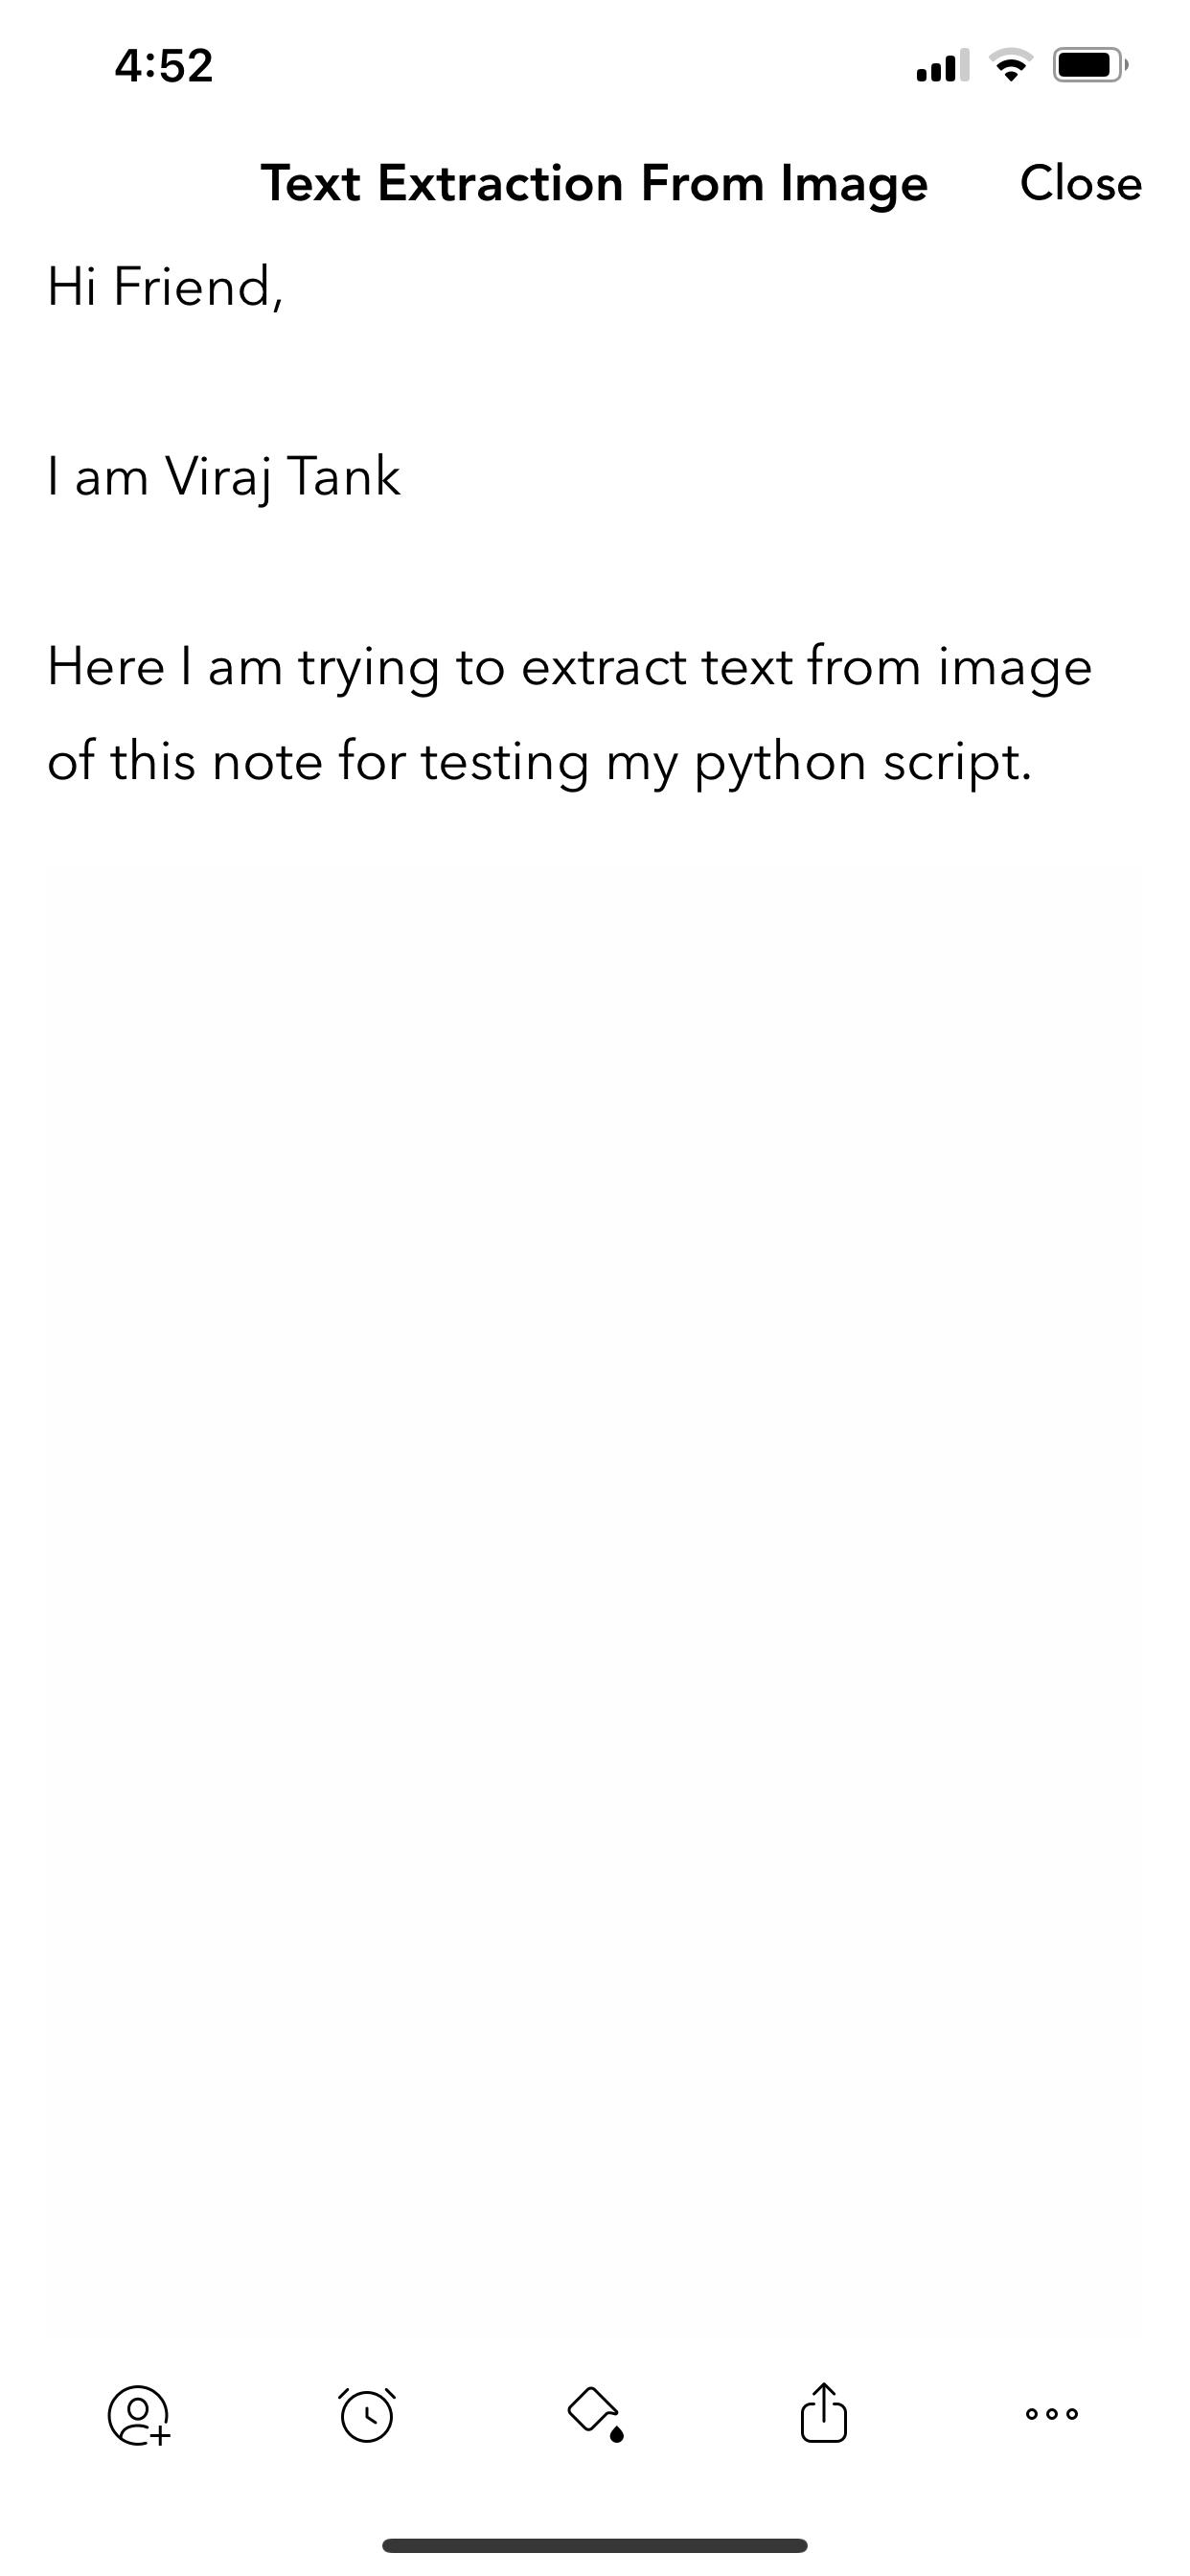 4:52
Text Extraction From Image
Close
Hi Friend,
I am Viraj Tank
Here I am trying to extract text from image
of this note for testing my python script.